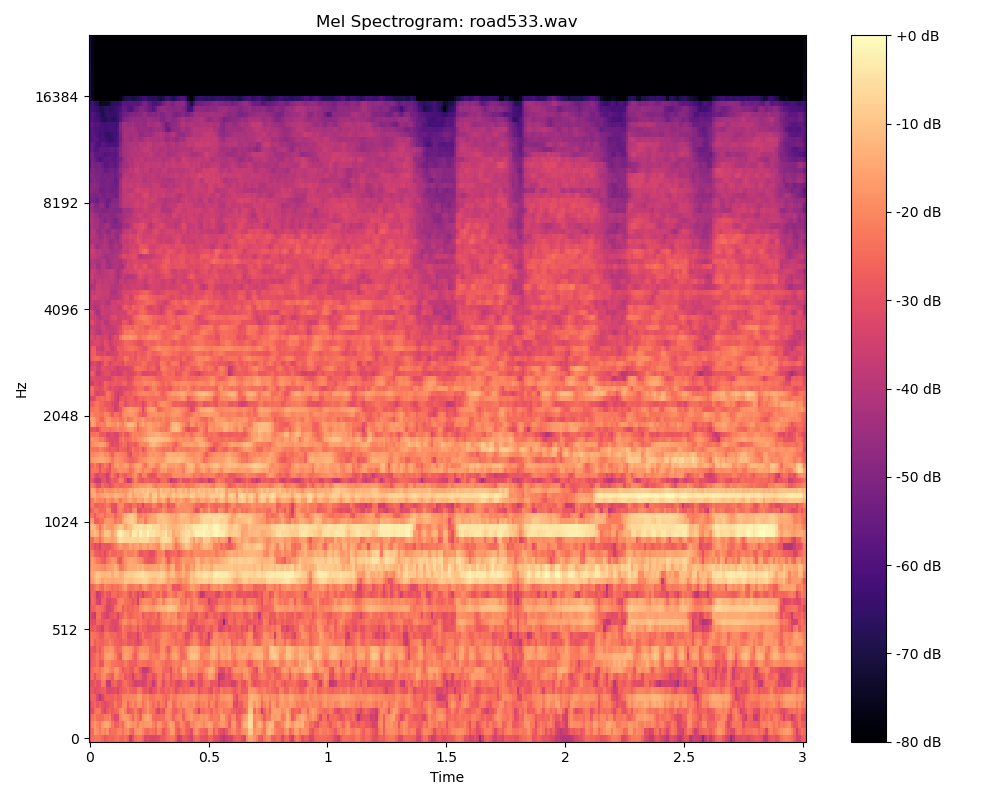 Mel Spectrogram: road533.wav
Hz
16384
8192
4096
2048
1024
512
0
0
0.5
1
1.5
2
2.5
3
Time
+0 dB
-10 dB
-20 dB
-30 dB
-40 dB
-50 dB
-60 dB
-70 dB
-80 dB